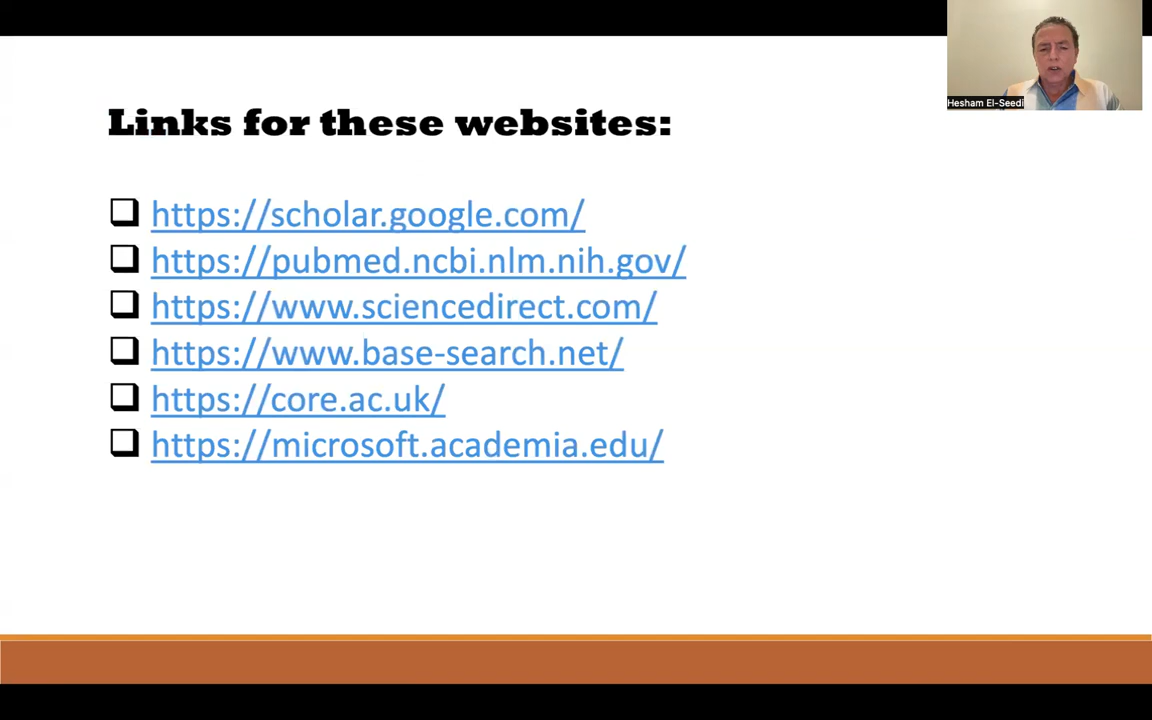 Hesham El-Seedi
Links for these websites:
https://scholar.google.com/
https://pubmed.ncbi.nlm.nih.gov/
https://www.sciencedirect.com/
https://www.base-search.net/
https://core.ac.uk/
https://microsoft.academia.edu/